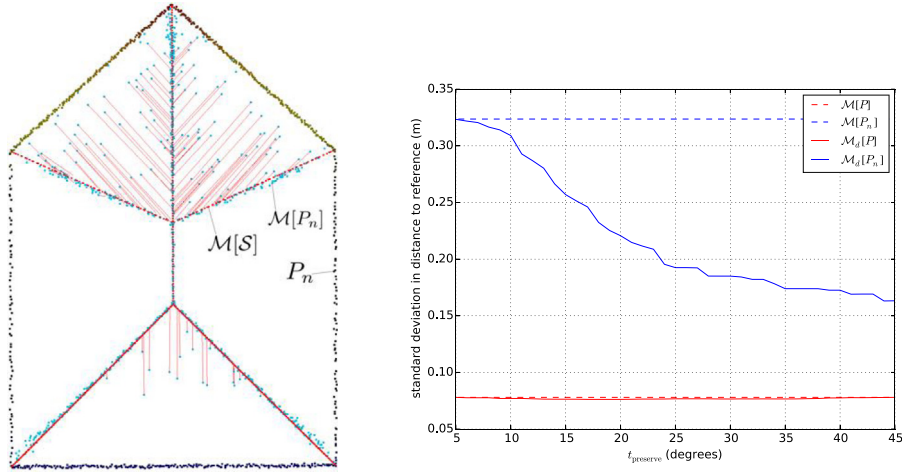 M[P_n]
M[S]
P_n
0.35
0.30
0.25
0.20
0.15
0.10
0.05
standard deviation in distance to reference (m)
M[P]
M[P_n]
M_d[P]
M_d[P_n]
5 10 15 20 25 30 35 40 45
t_preserve (degrees)